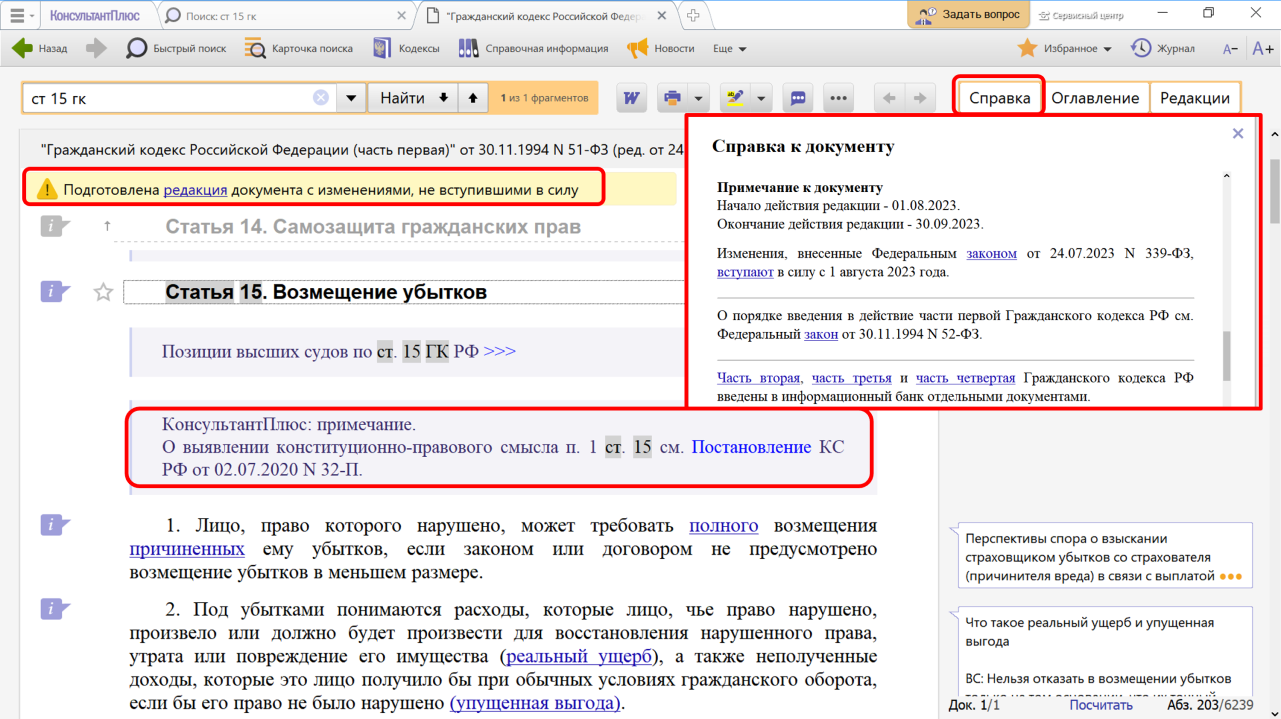 КонсультантПлюс
Поиск: ст 15 гк
"Гражданский кодекс Российской Федер
Задать вопрос
Сервисный центр
Назад
Быстрый поиск
Карточка поиска
Кодексы
Справочная информация
Новости
Еще
Избранное
Журнал
А−
А+
ст 15 гк
Найти
1 из 1 фрагментов
Справка
Оглавление
Редакции
"Гражданский кодекс Российской Федерации (часть первая)" от 30.11.1994 N 51-ФЗ (ред. от 24
Подготовлена редакция документа с изменениями, не вступившими в силу
Статья 14. Самозащита гражданских прав
Статья 15. Возмещение убытков
Позиции высших судов по ст. 15 ГК РФ >>>
КонсультантПлюс: примечание.
О выявлении конституционно-правового смысла п. 1 ст. 15 см. Постановление КС
РФ от 02.07.2020 N 32-П.
1. Лицо, право которого нарушено, может требовать полного возмещения
причиненных ему убытков, если законом или договором не предусмотрено
возмещение убытков в меньшем размере.
2. Под убытками понимаются расходы, которые лицо, чье право нарушено,
произвело или должно будет произвести для восстановления нарушенного права,
утрата или повреждение его имущества (реальный ущерб), а также неполученные
доходы, которые это лицо получило бы при обычных условиях гражданского оборота,
если бы его право не было нарушено (упущенная выгода).
Справка к документу
Примечание к документу
Начало действия редакции - 01.08.2023.
Окончание действия редакции - 30.09.2023.
Изменения, внесенные Федеральным законом от 24.07.2023 N 339-ФЗ,
вступают в силу с 1 августа 2023 года.
О порядке введения в действие части первой Гражданского кодекса РФ см.
Федеральный закон от 30.11.1994 N 52-ФЗ.
Часть вторая, часть третья и часть четвертая Гражданского кодекса РФ
введены в информационный банк отдельными документами.
Перспективы спора о взыскании
страховщиком убытков со страхователя
(причинителя вреда) в связи с выплатой
Что такое реальный ущерб и упущенная
выгода
ВС: Нельзя отказать в возмещении убытков
Док. 1/1
Посчитать
Абз. 203/6239